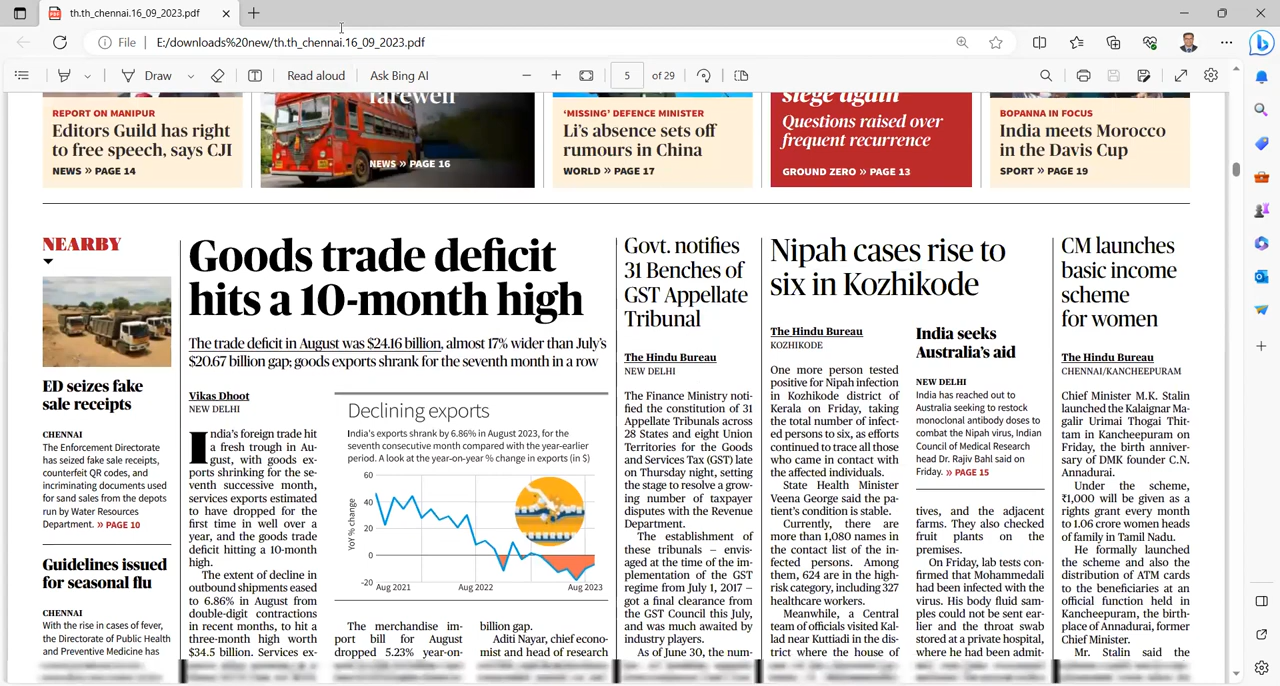 th.th_chennai.16_09_2023.pdf
File E:/downloads%20new/th.th_chennai.16_09_2023.pdf
Draw
Read aloud
Ask Bing AI
5 of 29
REPORT ON MANIPUR
Editors Guild has right
to free speech, says CJI
NEWS » PAGE 14
farewell
NEWS » PAGE 16
‘MISSING’ DEFENCE MINISTER
Li’s absence sets off
rumours in China
WORLD » PAGE 17
siege again
Questions raised over
frequent recurrence
GROUND ZERO » PAGE 13
BOPANNA IN FOCUS
India meets Morocco
in the Davis Cup
SPORT » PAGE 19
NEARBY
ED seizes fake
sale receipts
CHENNAI
The Enforcement Directorate
has seized fake sale receipts,
counterfeit QR codes, and
incriminating documents used
for sand sales from the depots
run by Water Resources
Department. » PAGE 10
Guidelines issued
for seasonal flu
CHENNAI
With the rise in cases of fever,
the Directorate of Public Health
and Preventive Medicine has
Goods trade deficit
hits a 10-month high
The trade deficit in August was $24.16 billion, almost 17% wider than July’s
$20.67 billion gap; goods exports shrank for the seventh month in a row
Vikas Dhoot
NEW DELHI
India’s foreign trade hit
a fresh trough in Au-
gust, with goods ex-
ports shrinking for the se-
venth successive month,
services exports estimated
to have dropped for the
first time in well over a
year, and the goods trade
deficit hitting a 10-month
high.
The extent of decline in
outbound shipments eased
to 6.86% in August from
double-digit contractions
in recent months, to hit a
three-month high worth
$34.5 billion. Services ex-
Declining exports
India's exports shrank by 6.86% in August 2023, for the
seventh consecutive month compared with the year-earlier
period. A look at the year-on-year % change in exports (in $)
YoY % change
60
40
20
0
-20
Aug 2021
Aug 2022
Aug 2023
The merchandise im-
port bill for August
dropped 5.23% year-on-
billion gap.
Aditi Nayar, chief econo-
mist and head of research
Govt. notifies
31 Benches of
GST Appellate
Tribunal
The Hindu Bureau
NEW DELHI
The Finance Ministry noti-
fied the constitution of 31
Appellate Tribunals across
28 States and eight Union
Territories for the Goods
and Services Tax (GST) late
on Thursday night, setting
the stage to resolve a grow-
ing number of taxpayer
disputes with the Revenue
Department.
The establishment of
these tribunals – envis-
aged at the time of the im-
plementation of the GST
regime from July 1, 2017 –
got a final clearance from
the GST Council this July,
and was much awaited by
industry players.
As of June 30, the num-
Nipah cases rise to
six in Kozhikode
The Hindu Bureau
KOZHIKODE
One more person tested
positive for Nipah infection
in Kozhikode district of
Kerala on Friday, taking
the total number of infect-
ed persons to six, as efforts
continued to trace all those
who came in contact with
the affected individuals.
State Health Minister
Veena George said the pa-
tient’s condition is stable.
Currently, there are
more than 1,080 names in
the contact list of the in-
fected persons. Among
them, 624 are in the high-
risk category, including 327
healthcare workers.
Meanwhile, a Central
team of officials, visited Kal-
lad near Kuttiadi in the dis-
trict where the house of
India seeks
Australia’s aid
NEW DELHI
India has reached out to
Australia seeking to restock
monoclonal antibody doses to
combat the Nipah virus, Indian
Council of Medical Research
head Dr. Rajiv Bahl said on
Friday. » PAGE 15
tives, and the adjacent
farms. They also checked
fruit plants on the
premises.
On Friday, lab tests con-
firmed that Mohammedali
had been infected with the
virus. His body fluid sam-
ples could not be sent ear-
lier and the throat swab
stored at a private hospital,
where he had been admit-
CM launches
basic income
scheme
for women
The Hindu Bureau
CHENNAI/KANCHEEPURAM
Chief Minister M.K. Stalin
launched the Kalaignar Ma-
galir Urimai Thogai Thit-
tam in Kancheepuram on
Friday, the birth anniver-
sary of DMK founder C.N.
Annadurai.
Under the scheme,
₹1,000 will be given as a
rights grant every month
to 1.06 crore women heads
of family in Tamil Nadu.
He formally launched
the scheme and also the
distribution of ATM cards
to the beneficiaries at an
official function held in
Kancheepuram, the birth-
place of Annadurai, former
Chief Minister.
Mr. Stalin said the